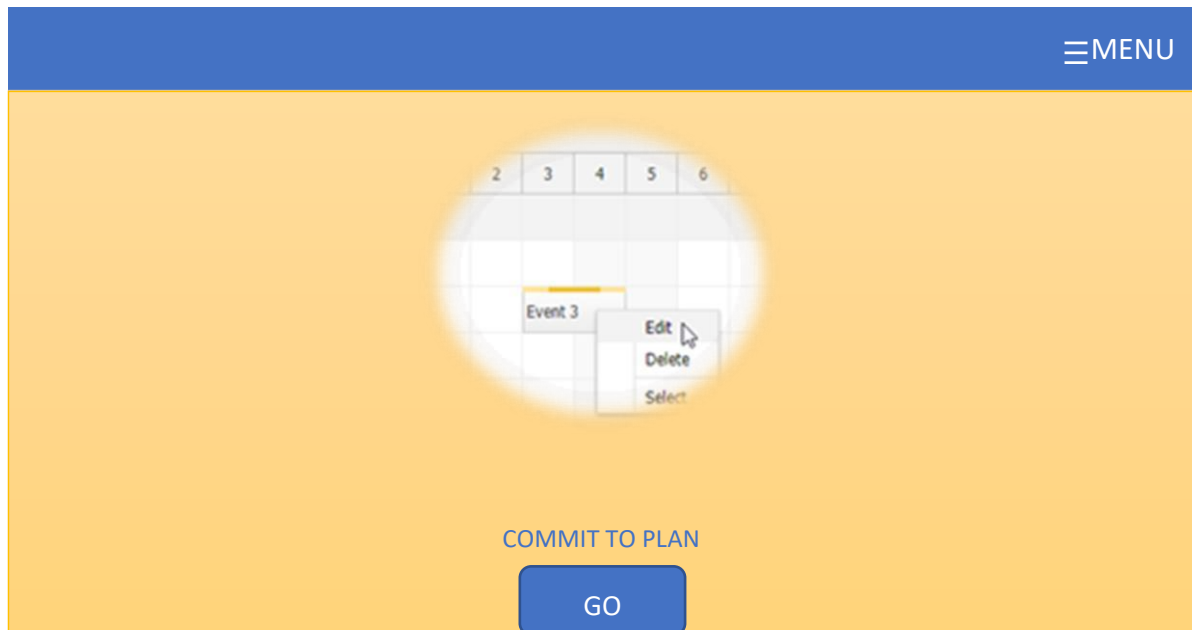 ☰MENU
2 3 4 5 6
Event 3
Edit
Delete
Select
COMMIT TO PLAN
GO